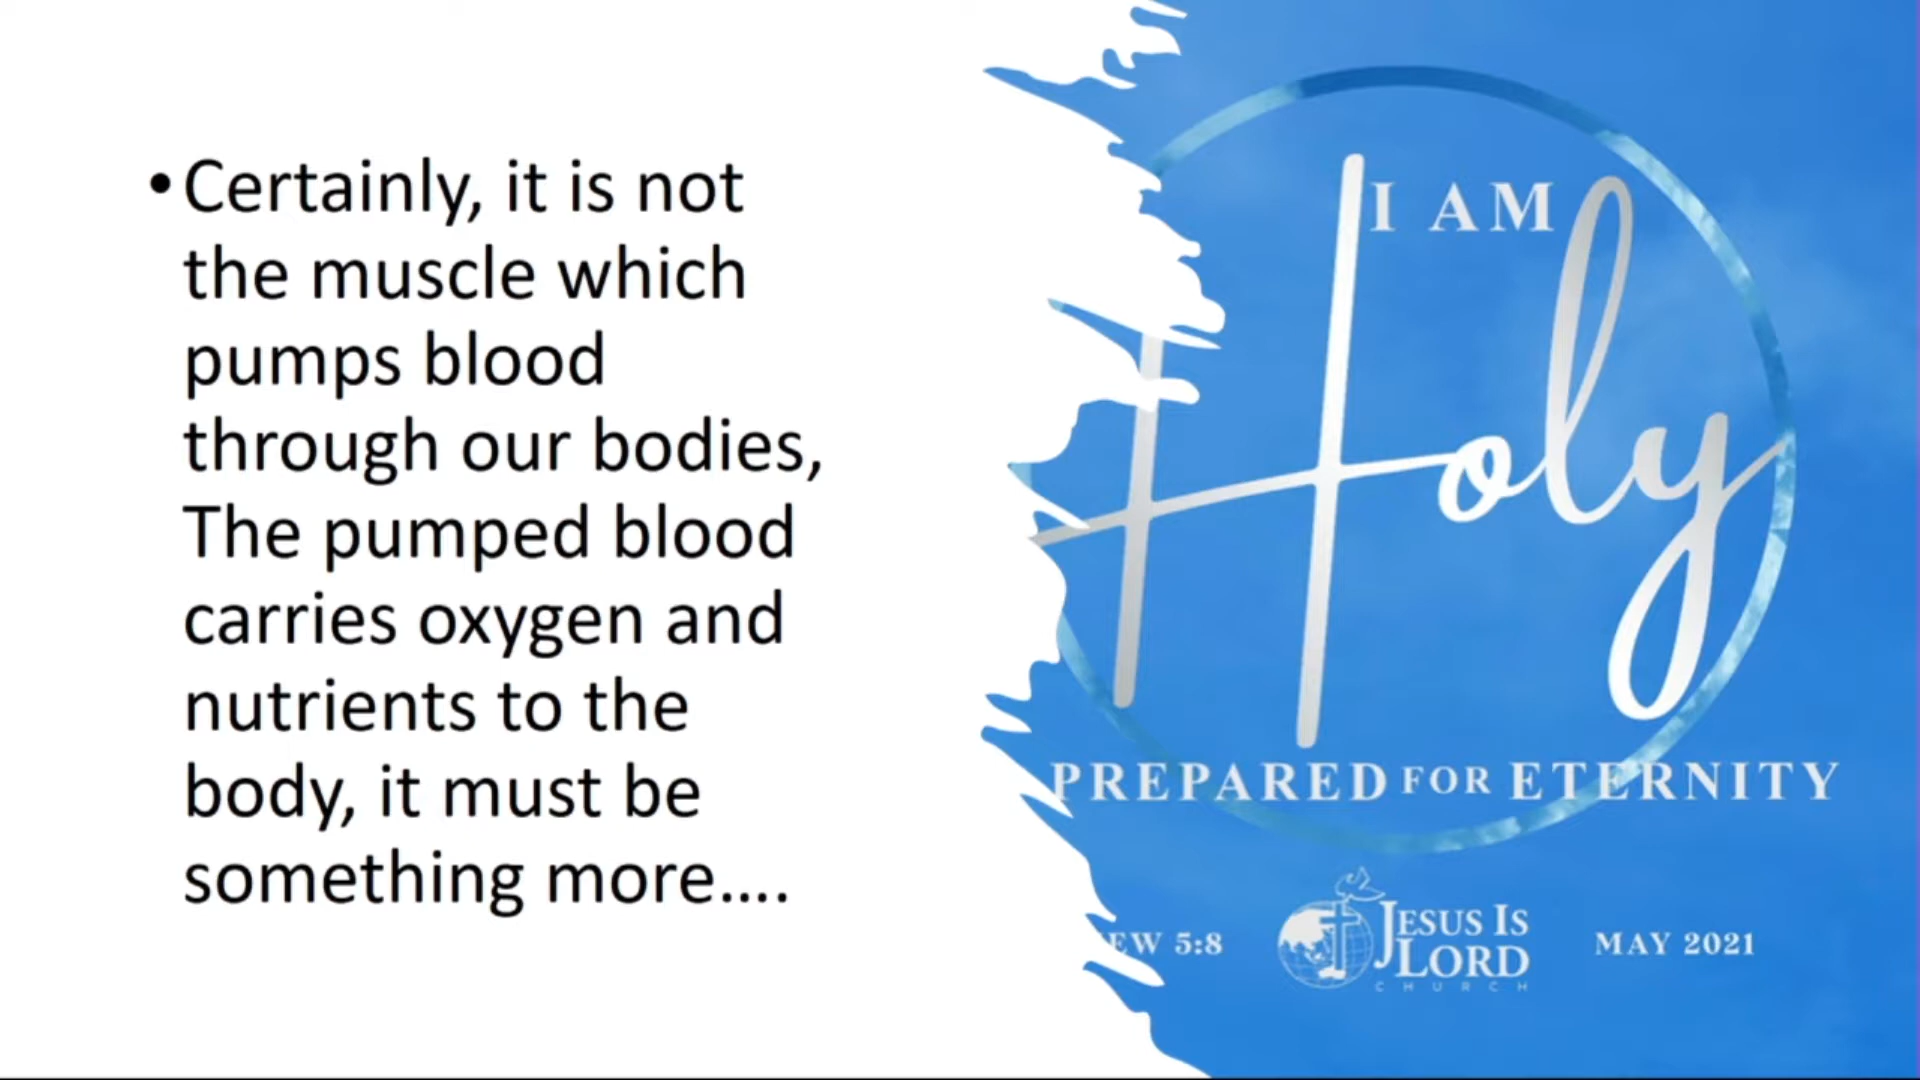 •Certainly, it is not
the muscle which
pumps blood
through our bodies,
The pumped blood
carries oxygen and
nutrients to the
body, it must be
something more….
I AM
Holy
PREPARED FOR ETERNITY
5:8
JESUS IS
LORD
CHURCH
MAY 2021